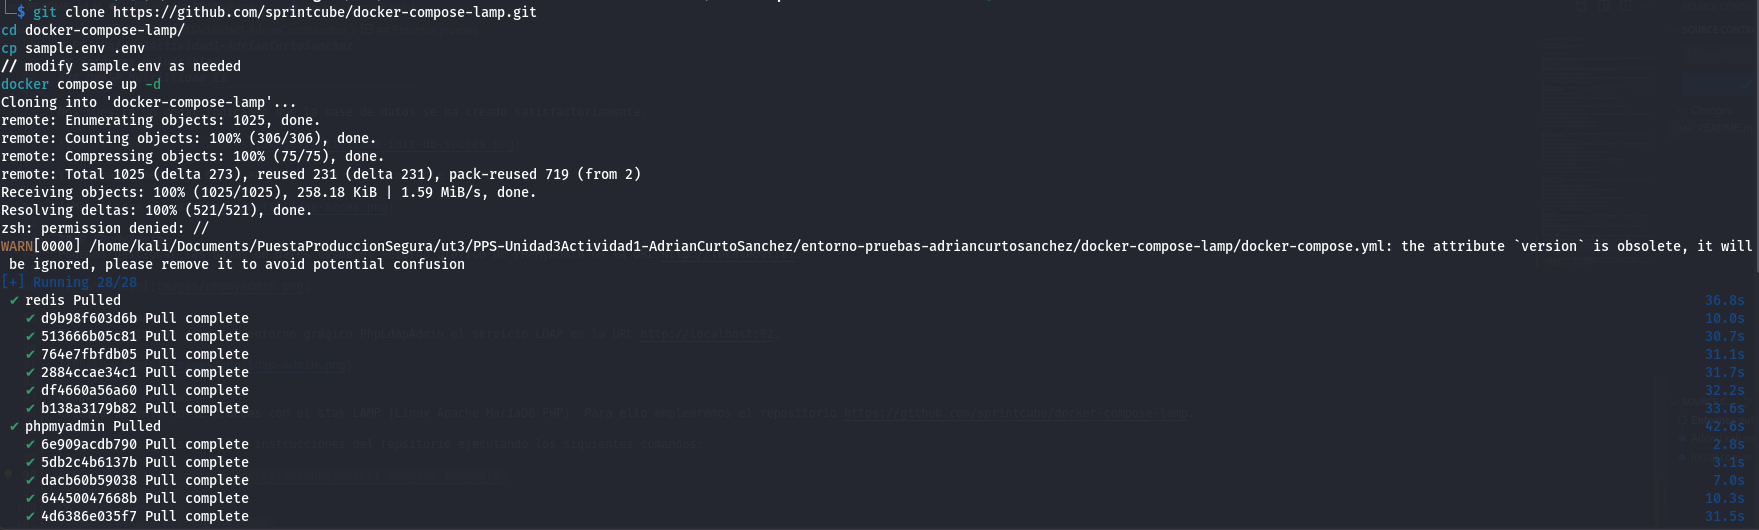 └─$ git clone https://github.com/sprintcube/docker-compose-lamp.git
cd docker-compose-lamp/
cp sample.env .env
// modify sample.env as needed
docker compose up -d
Cloning into 'docker-compose-lamp'...
remote: Enumerating objects: 1025, done.
remote: Counting objects: 100% (306/306), done.
remote: Compressing objects: 100% (75/75), done.
remote: Total 1025 (delta 273), reused 231 (delta 231), pack-reused 719 (from 2)
Receiving objects: 100% (1025/1025), 258.18 KiB | 1.59 MiB/s, done.
Resolving deltas: 100% (521/521), done.
zsh: permission denied: //
WARN[0000] /home/kali/Documents/PuestaProduccionSegura/ut3/PPS-Unidad3Actividad1-AdrianCurtoSanchez/entorno-pruebas-adriancurtosanchez/docker-compose-lamp/docker-compose.yml: the attribute `version` is obsolete, it will
be ignored, please remove it to avoid potential confusion
[+] Running 28/28
✔ redis Pulled 36.8s
✔ d9b98f603d6b Pull complete 10.0s
✔ 513666b05c81 Pull complete 30.7s
✔ 764e7fbfdb05 Pull complete 31.1s
✔ 2884ccae34c1 Pull complete 31.7s
✔ df4660a56a60 Pull complete 32.2s
✔ b138a3179b82 Pull complete 33.6s
✔ phpmyadmin Pulled 42.6s
✔ 6e909acdb790 Pull complete 2.8s
✔ 5db2c4b6137b Pull complete 3.1s
✔ dacb60b59038 Pull complete 7.0s
✔ 64450047668b Pull complete 10.3s
✔ 4d6386e035f7 Pull complete 31.5s